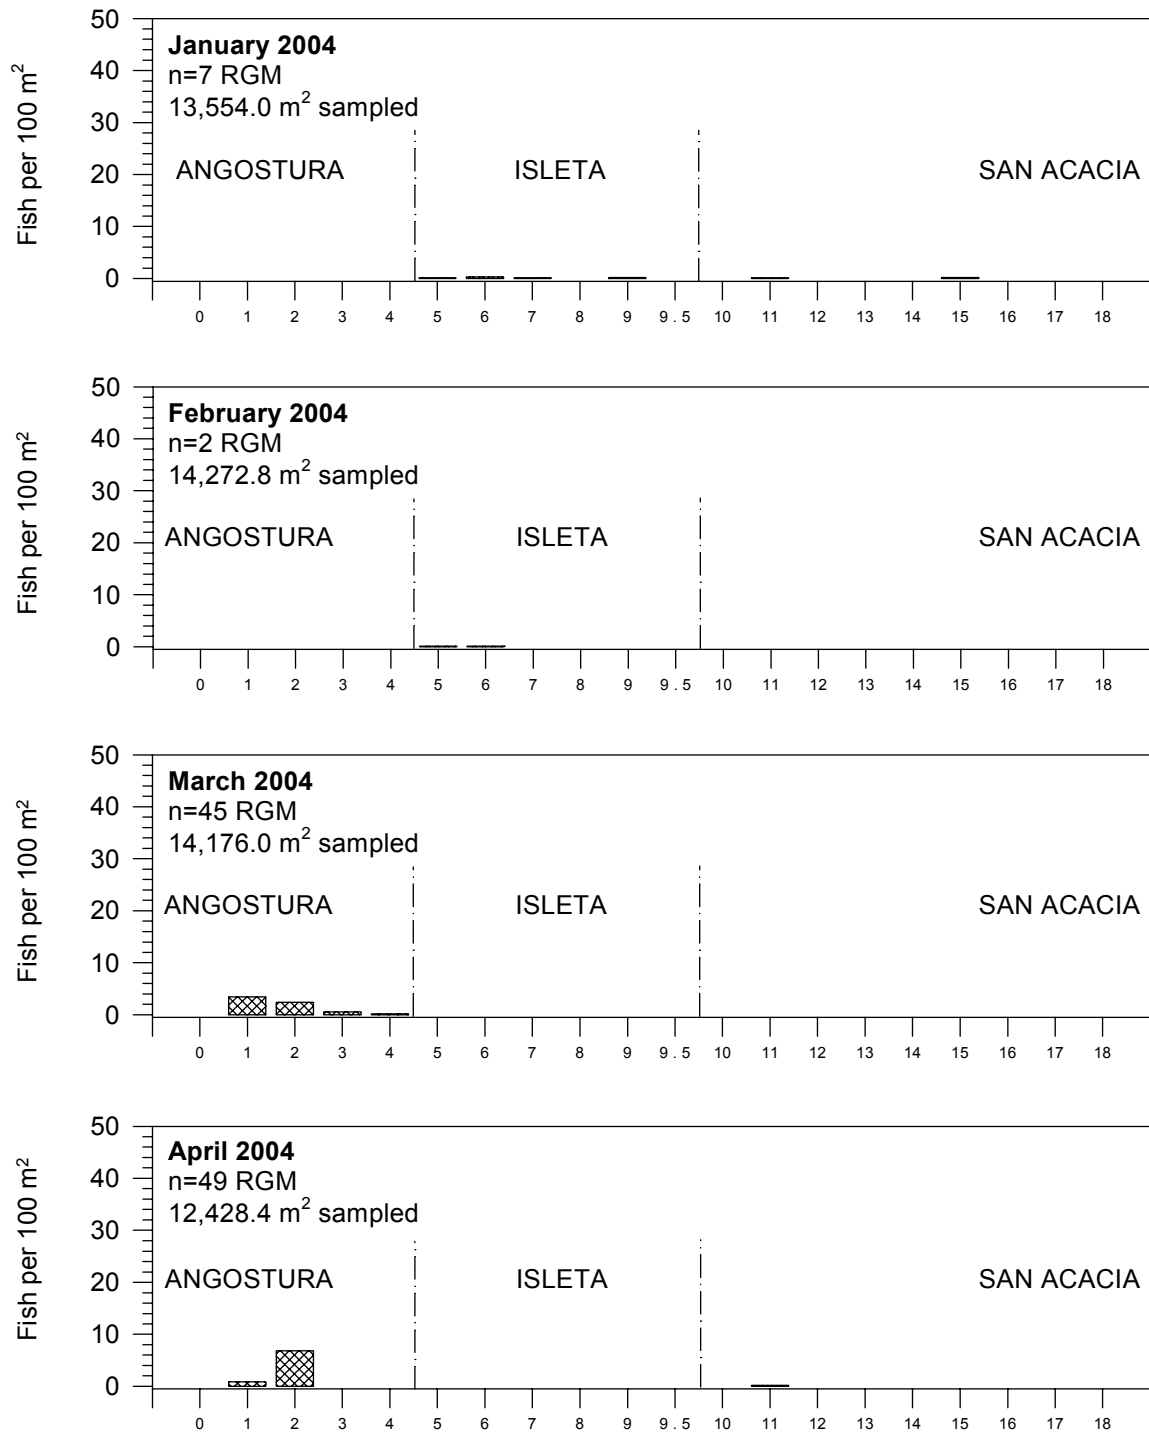 50
January 2004
n=7 RGM
40
13,554.0 m² sampled
30
ANGOSTURA ISLETA SAN ACACIA
20
10
0
Fish per 100 m²
0 1 2 3 4 5 6 7 8 9 9.5 10 11 12 13 14 15 16 17 18
50
February 2004
n=2 RGM
40
14,272.8 m² sampled
30
ANGOSTURA ISLETA SAN ACACIA
20
10
0
Fish per 100 m²
0 1 2 3 4 5 6 7 8 9 9.5 10 11 12 13 14 15 16 17 18
50
March 2004
n=45 RGM
40
14,176.0 m² sampled
30
ANGOSTURA ISLETA SAN ACACIA
20
10
0
Fish per 100 m²
0 1 2 3 4 5 6 7 8 9 9.5 10 11 12 13 14 15 16 17 18
50
April 2004
n=49 RGM
40
12,428.4 m² sampled
30
ANGOSTURA ISLETA SAN ACACIA
20
10
0
Fish per 100 m²
0 1 2 3 4 5 6 7 8 9 9.5 10 11 12 13 14 15 16 17 18